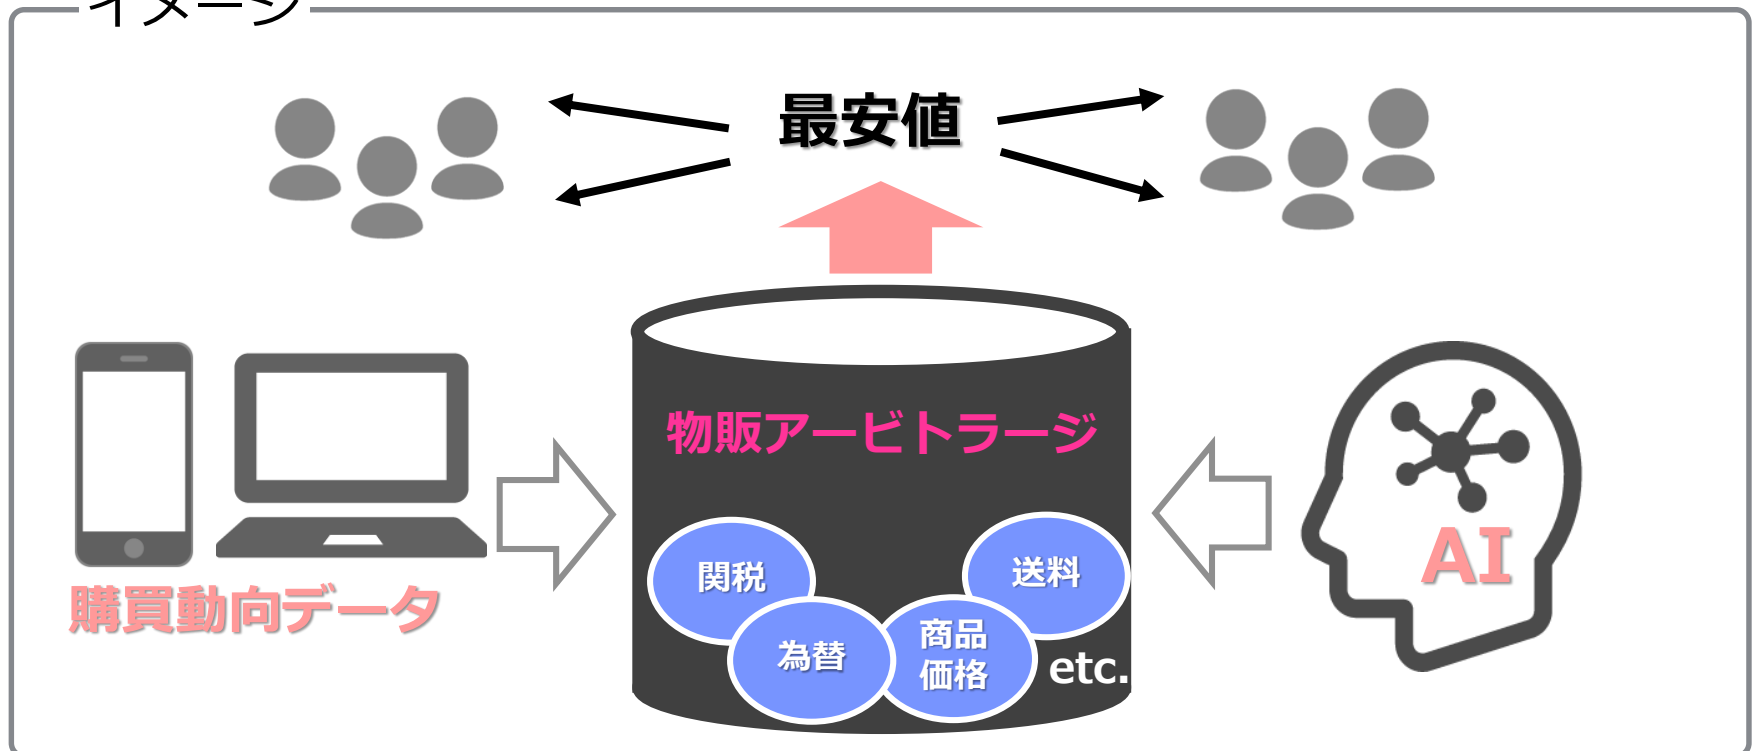 イメージ
最安値
物販アービトラージ
関税
送料
為替
商品
価格
etc.
購買動向データ
AI